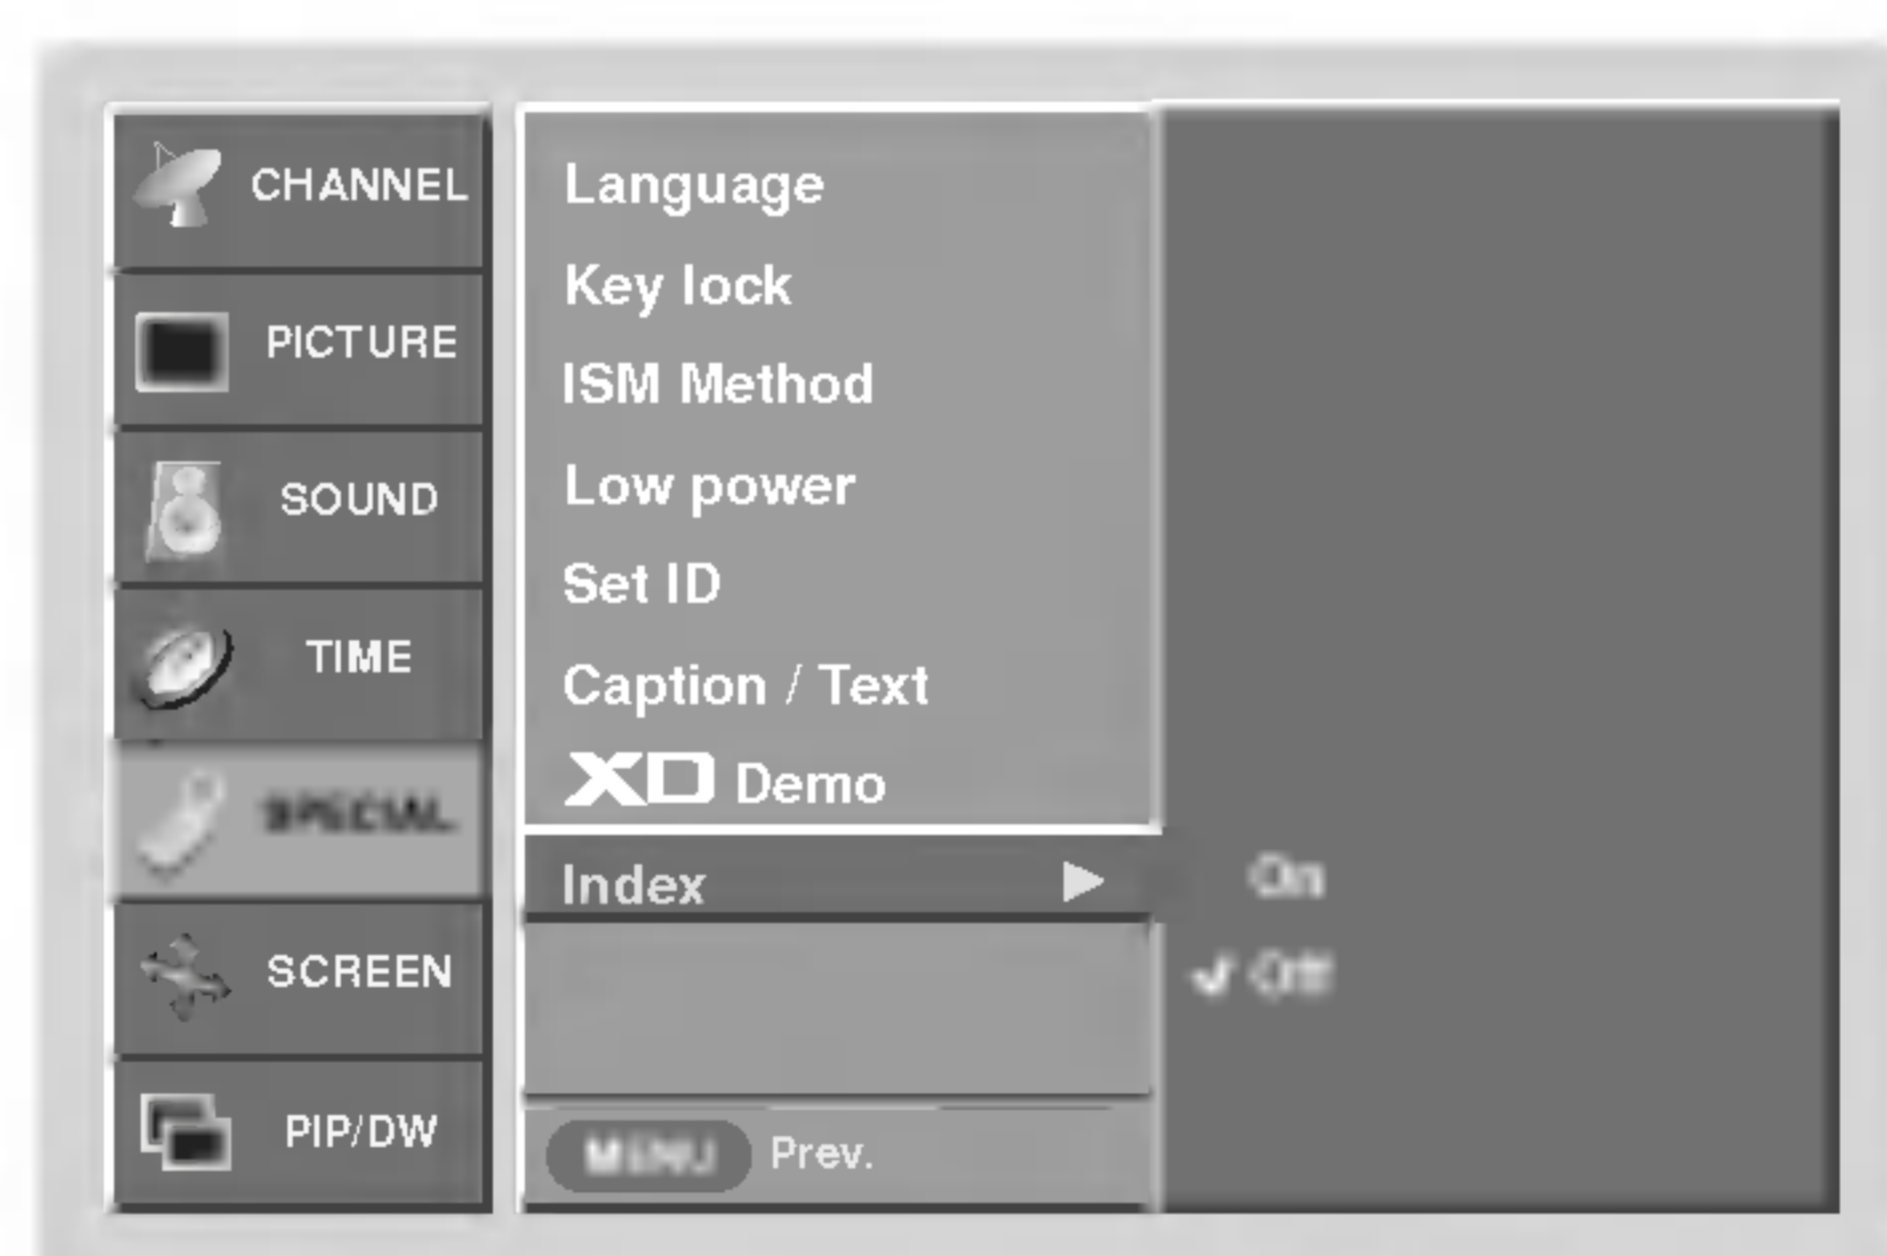 CHANNEL
PICTURE
SOUND
TIME
SPECIAL
SCREEN
PIP/DW
Language
Key lock
ISM Method
Low power
Set ID
Caption / Text
XD Demo
Index ▶
MENU Prev.
On
✓ Off